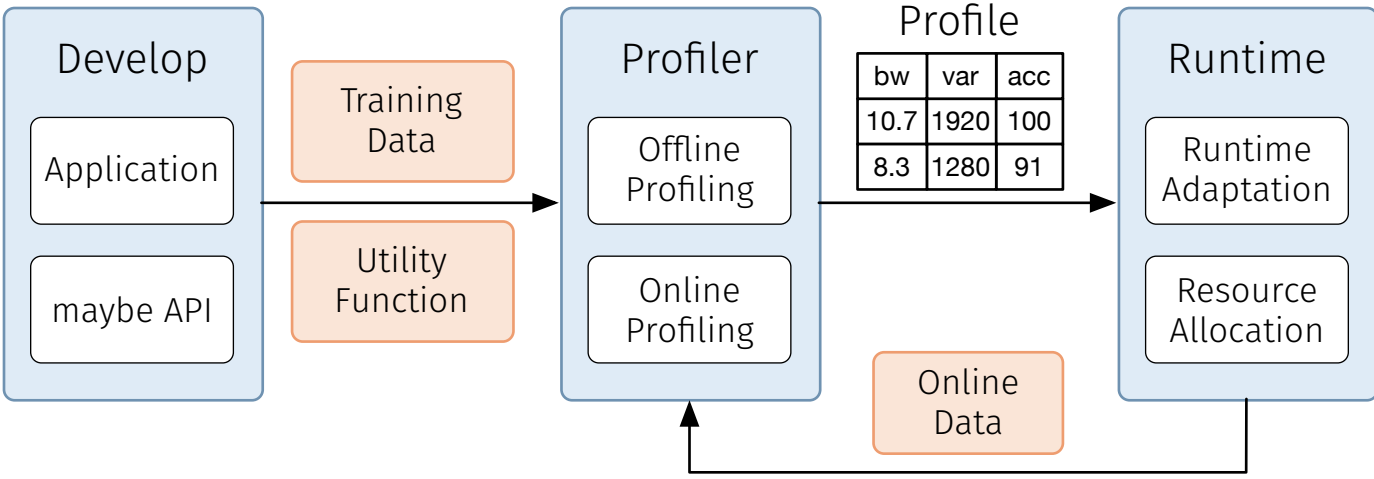 Develop
Application
maybe API
Training
Data
Utility
Function
Profiler
Offline
Profiling
Online
Profiling
Profile
bw var acc
10.7 1920 100
8.3 1280 91
Online
Data
Runtime
Runtime
Adaptation
Resource
Allocation